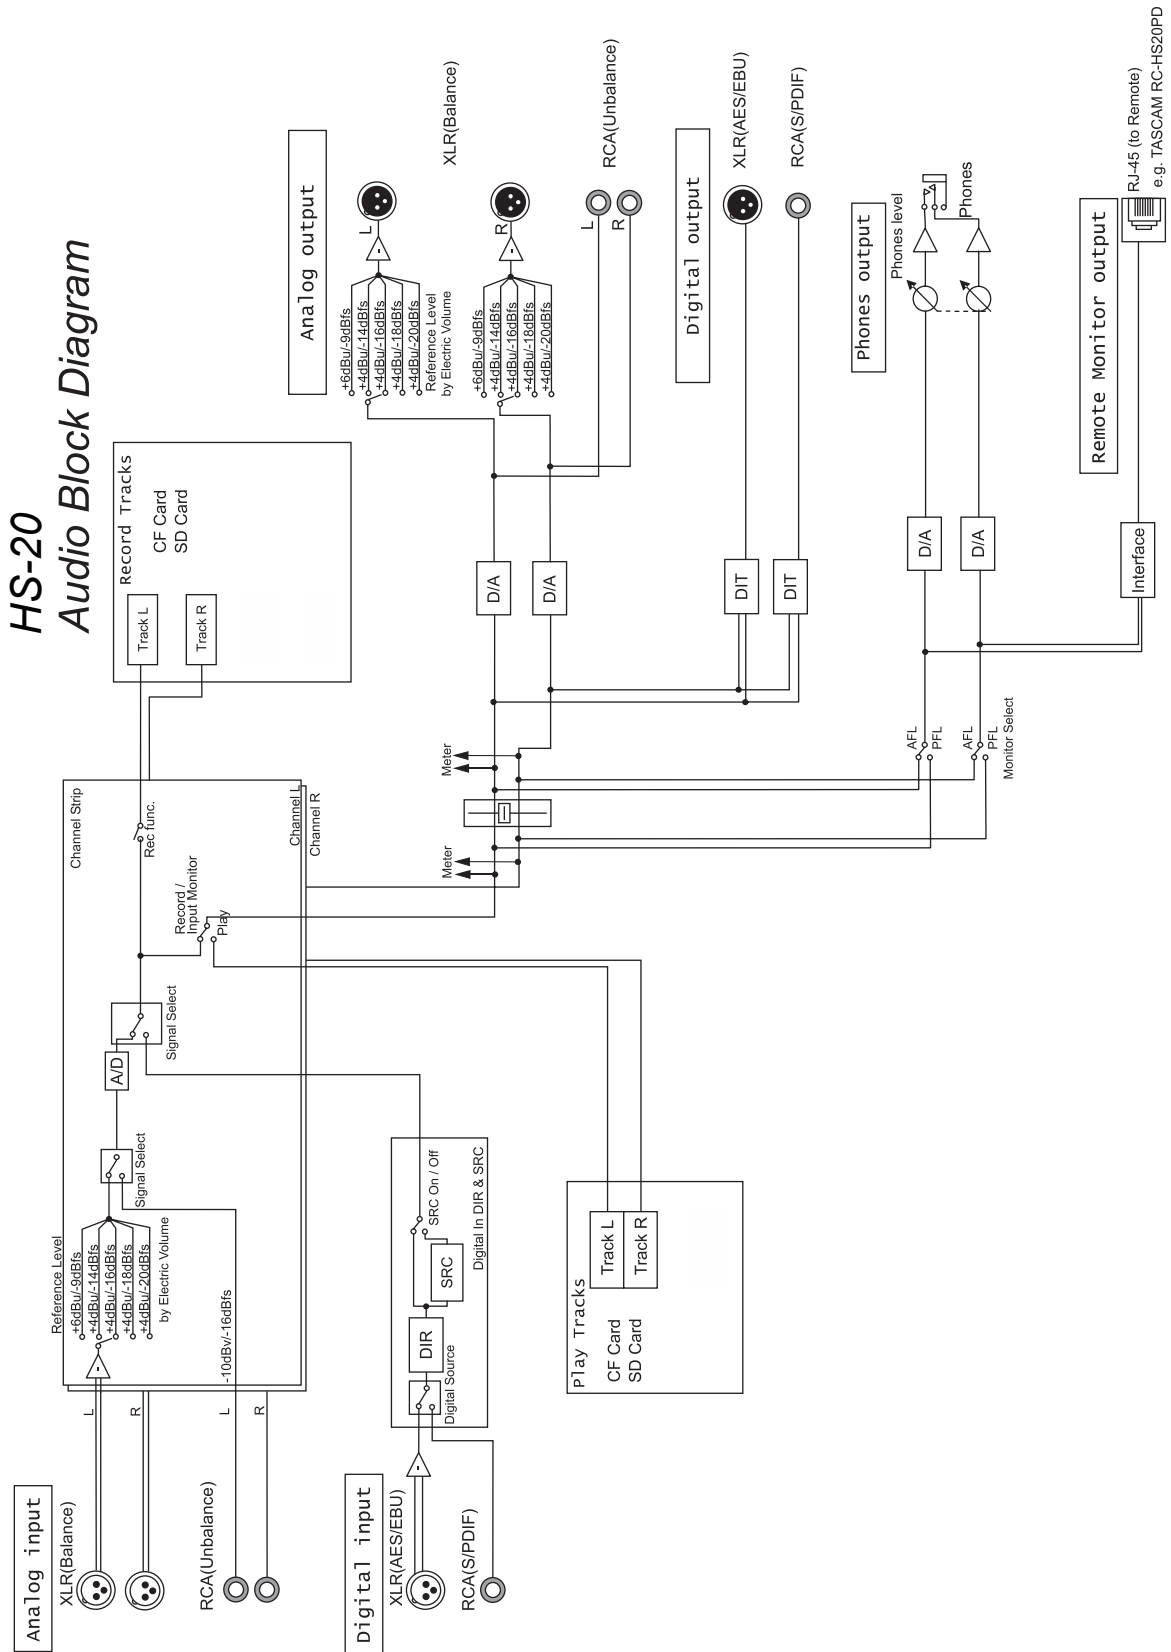 HS-20
Audio Block Diagram
Analog input
XLR(Balance)
L
R
RCA(Unbalance)
L
R
Reference Level
+6dBu/-9dBfs
+4dBu/-14dBfs
+4dBu/-16dBfs
+4dBu/-18dBfs
+4dBu/-20dBfs
by Electric Volume
-10dBv/-16dBfs
Signal Select
A/D
Signal Select
Record /
Input Monitor
Play
Rec func.
Channel Strip
Channel L
Channel R
Record Tracks
CF Card
SD Card
Track L
Track R
Digital input
XLR(AES/EBU)
RCA(S/PDIF)
Digital Source
DIR
SRC
SRC On / Off
Digital In DIR & SRC
Play Tracks
CF Card
SD Card
Track L
Track R
Meter
Meter
D/A
D/A
Analog output
+6dBu/-9dBfs
+4dBu/-14dBfs
+4dBu/-16dBfs
+4dBu/-18dBfs
+4dBu/-20dBfs
Reference Level
by Electric Volume
L
XLR(Balance)
+6dBu/-9dBfs
+4dBu/-14dBfs
+4dBu/-16dBfs
+4dBu/-18dBfs
+4dBu/-20dBfs
R
L
R
RCA(Unbalance)
Digital output
DIT
DIT
XLR(AES/EBU)
RCA(S/PDIF)
AFL
PFL
AFL
PFL
Monitor Select
D/A
D/A
Phones output
Phones level
Phones
Interface
Remote Monitor output
RJ-45 (to Remote)
e.g. TASCAM RC-HS20PD